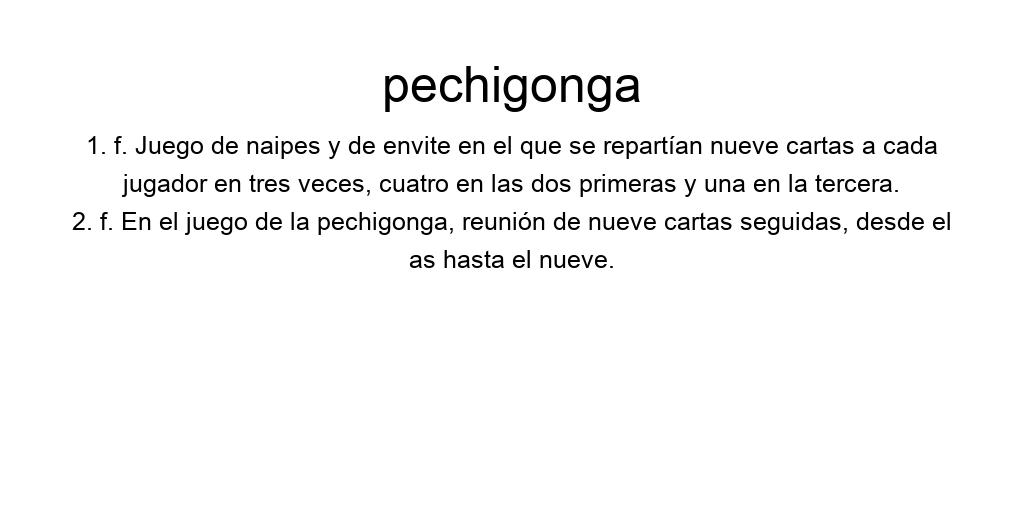 pechigonga
1. f. Juego de naipes y de envite en el que se repartían nueve cartas a cada
jugador en tres veces, cuatro en las dos primeras y una en la tercera.
2. f. En el juego de la pechigonga, reunión de nueve cartas seguidas, desde el
as hasta el nueve.